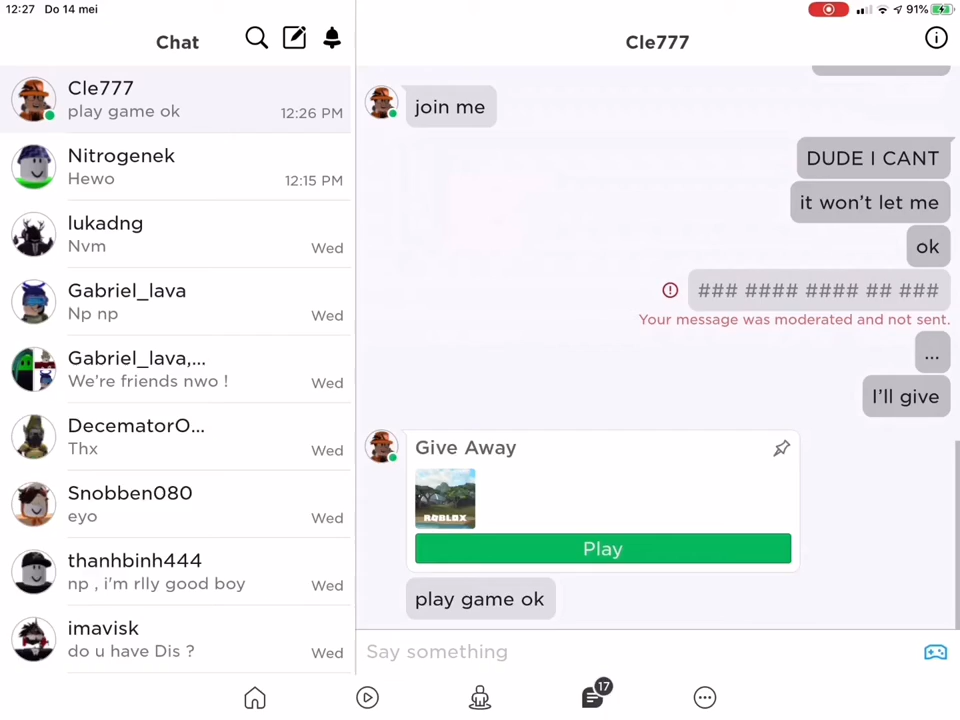 12:27 Do 14 mei
91%
Chat
Cle777
Cle777
play game ok
12:26 PM
Nitrogenek
Hewo
12:15 PM
lukadng
Nvm
Wed
Gabriel_lava
Np np
Wed
Gabriel_lava,...
We're friends nwo !
Wed
DecematorO...
Thx
Wed
Snobben080
eyo
Wed
thanhbinh444
np , i'm rlly good boy
Wed
imavisk
do u have Dis ?
Wed
join me
DUDE I CANT
it won't let me
ok
### #### #### ## ###
Your message was moderated and not sent.
...
I'll give
Give Away
ROBLOX
Play
play game ok
Say something
17